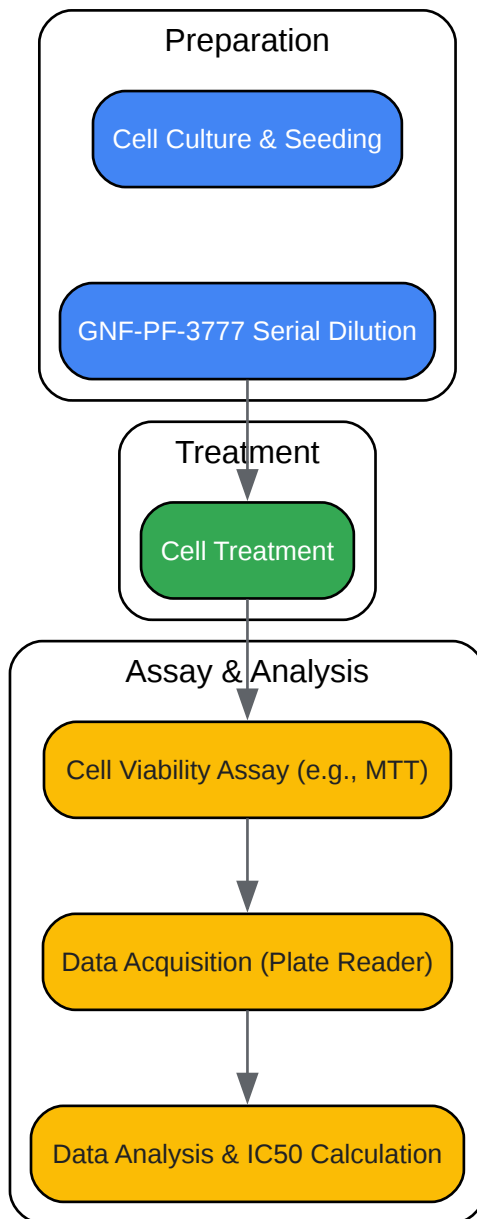 Preparation
Cell Culture & Seeding
GNF-PF-3777 Serial Dilution
Treatment
Cell Treatment
Assay & Analysis
Cell Viability Assay (e.g., MTT)
Data Acquisition (Plate Reader)
Data Analysis & IC50 Calculation